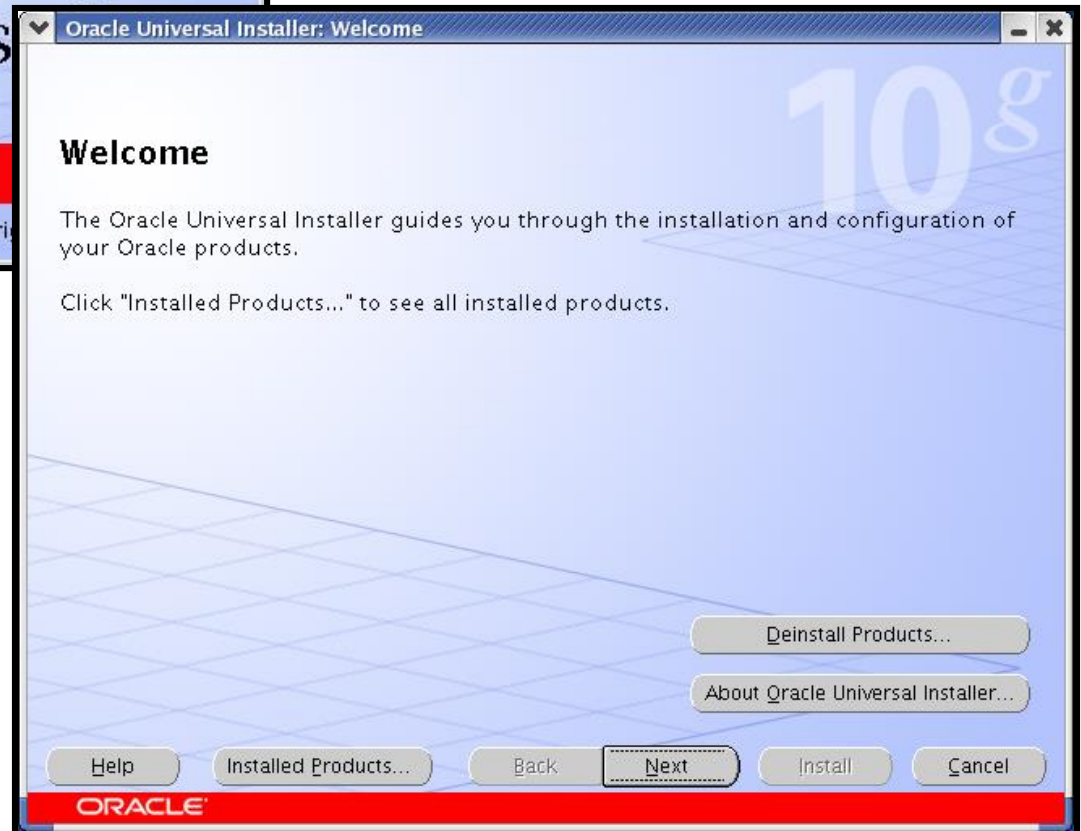 Oracle Universal Installer: Welcome
10g
Welcome
The Oracle Universal Installer guides you through the installation and configuration of
your Oracle products.
Click "Installed Products..." to see all installed products.
Deinstall Products...
About Oracle Universal Installer...
Help Installed Products... Back Next Install Cancel
ORACLE